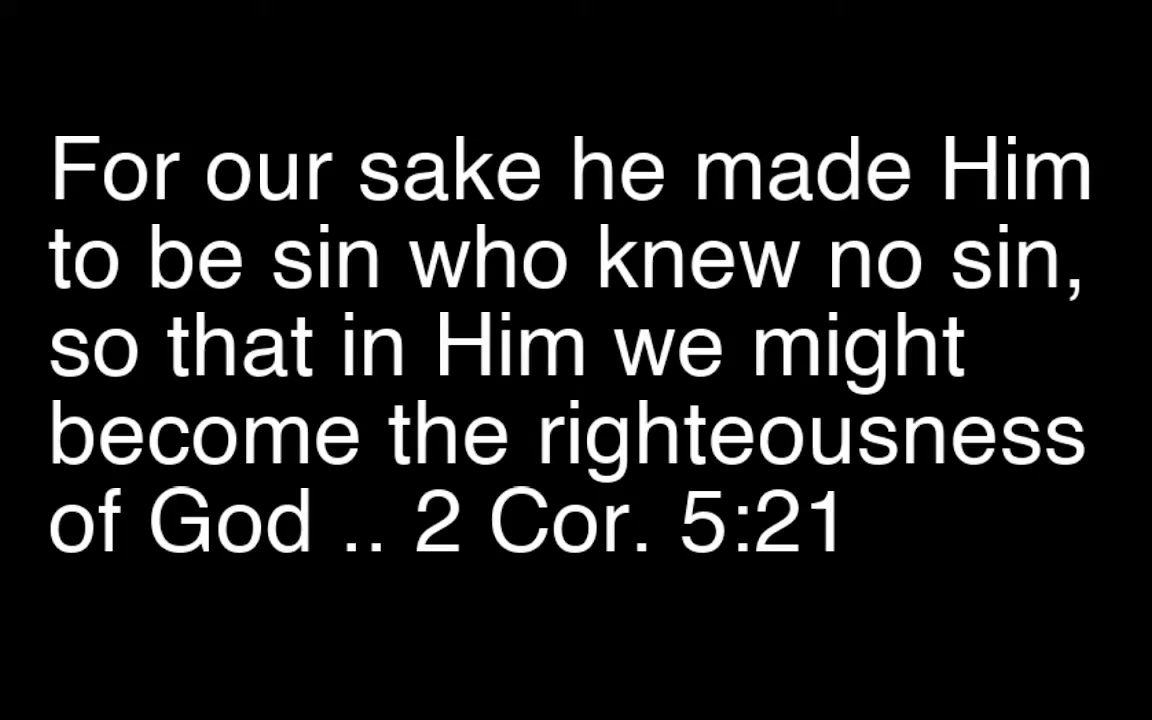 For our sake he made Him
to be sin who knew no sin,
so that in Him we might
become the righteousness
of God .. 2 Cor. 5:21